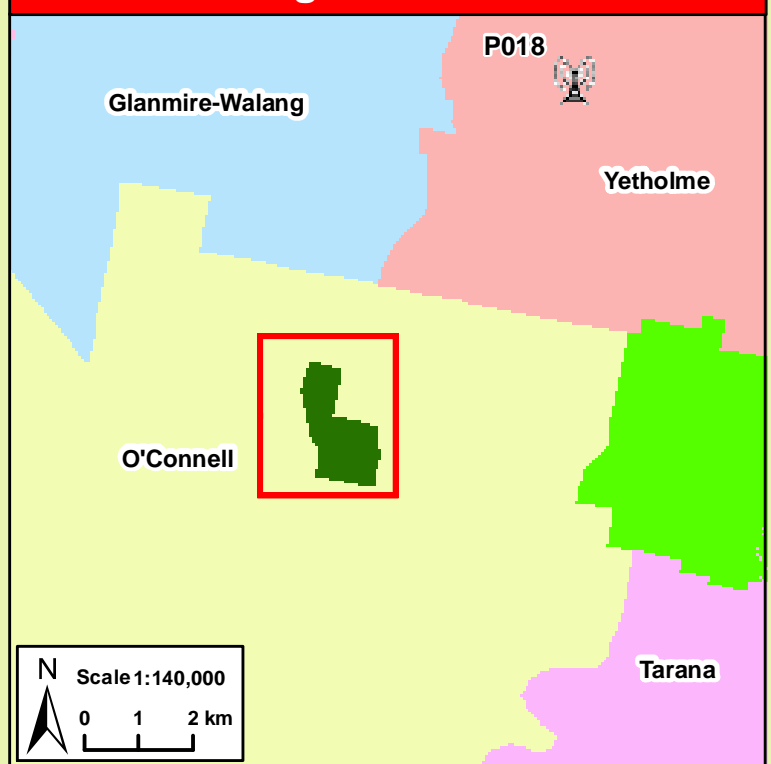 P018
Glanmire-Walang
Yetholme
O'Connell
Tarana
N
Scale 1:140,000
0 1 2 km